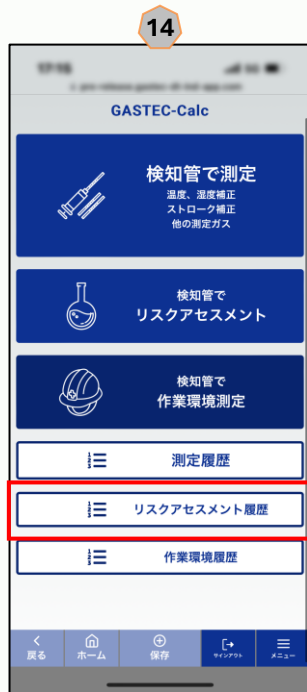 14
GASTEC-Calc
検知管で測定
温度、湿度補正
ストローク補正
他の測定ガス
検知管で
リスクアセスメント
検知管で
作業環境測定
測定履歴
リスクアセスメント履歴
作業環境履歴
戻る
ホーム
保存
サインアウト
メニュー